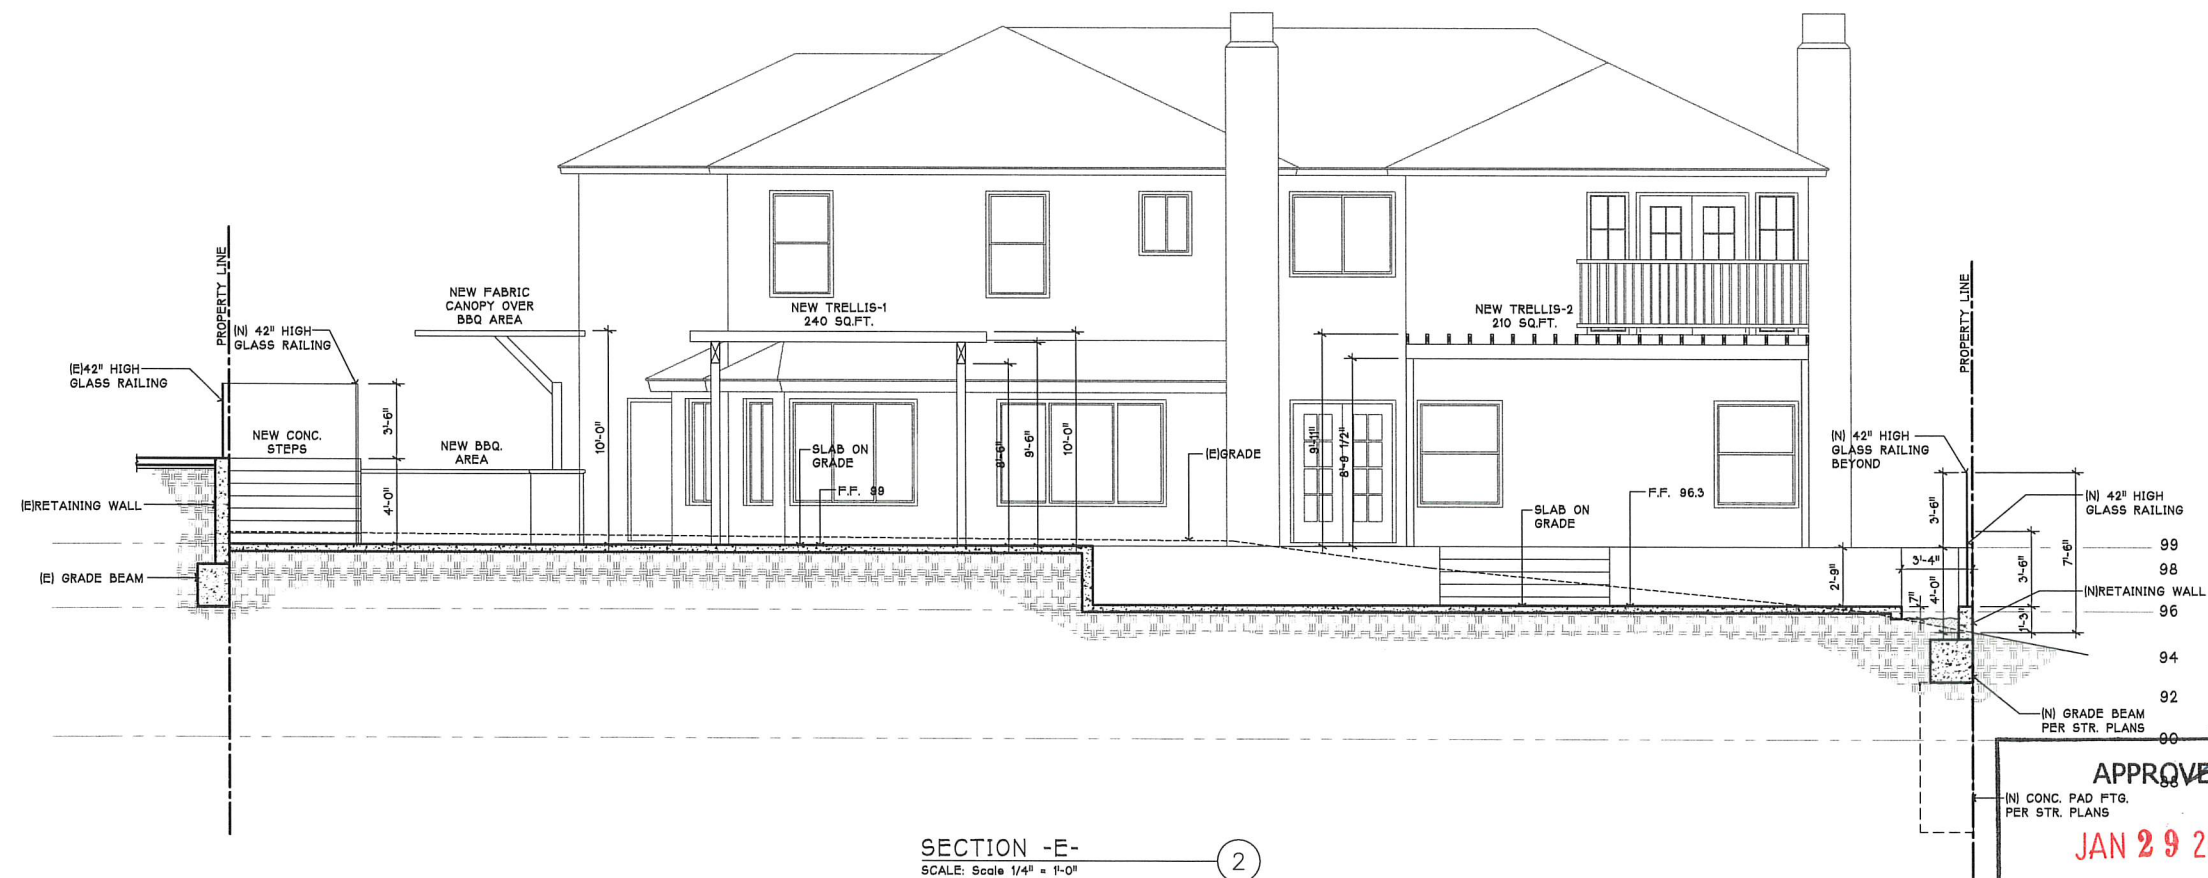 PROPERTY LINE
(N) 42" HIGH
GLASS RAILING
(E)42" HIGH
GLASS RAILING
NEW CONC.
STEPS
3'-6"
4'-0"
(E)RETAINING WALL
(E) GRADE BEAM
NEW FABRIC
CANOPY OVER
BBQ AREA
NEW BBQ.
AREA
10'-0"
NEW TRELLIS-1
240 SQ.FT.
SLAB ON
GRADE
F.F. 99
8'-6"
9'-6"
10'-0"
(E)GRADE
9'-11"
8'-9 1/2"
NEW TRELLIS-2
210 SQ.FT.
SLAB ON
GRADE
F.F. 96.3
2'-9"
PROPERTY LINE
(N) 42" HIGH
GLASS RAILING
BEYOND
3'-6"
3'-4"
7"
4'-0"
3'-6"
1'-3"
7'-6"
(N) 42" HIGH
GLASS RAILING
(N)RETAINING WALL
99
98
96
94
92
90
88
(N) GRADE BEAM
PER STR. PLANS
(N) CONC. PAD FTG.
PER STR. PLANS
APPROVE
JAN 29 2
SECTION -E-
SCALE: Scale 1/4" = 1'-0"
2